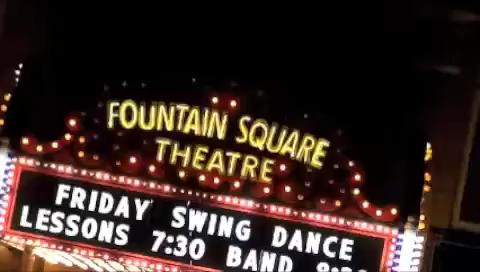 FOUNTAIN SQUARE
THEATRE
FRIDAY SWING DANCE
LESSONS 7:30 BAND